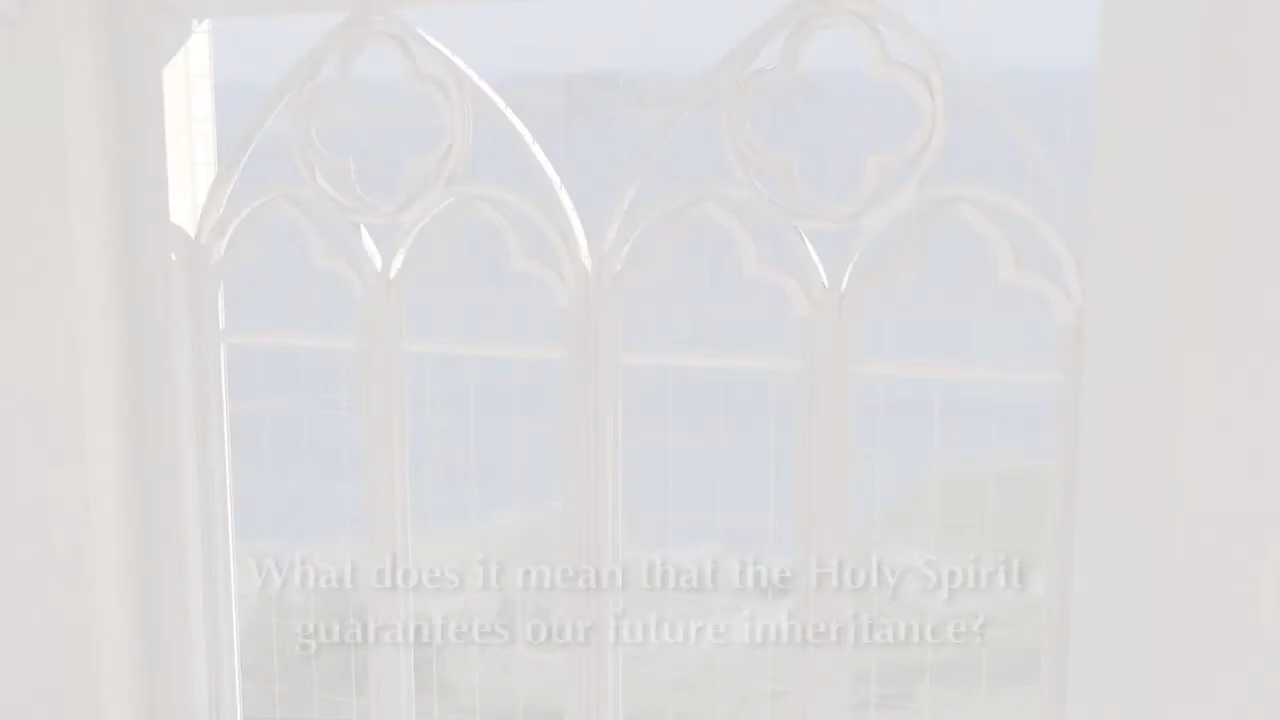 What does it mean that the Holy Spirit
guarantees our future inheritance?